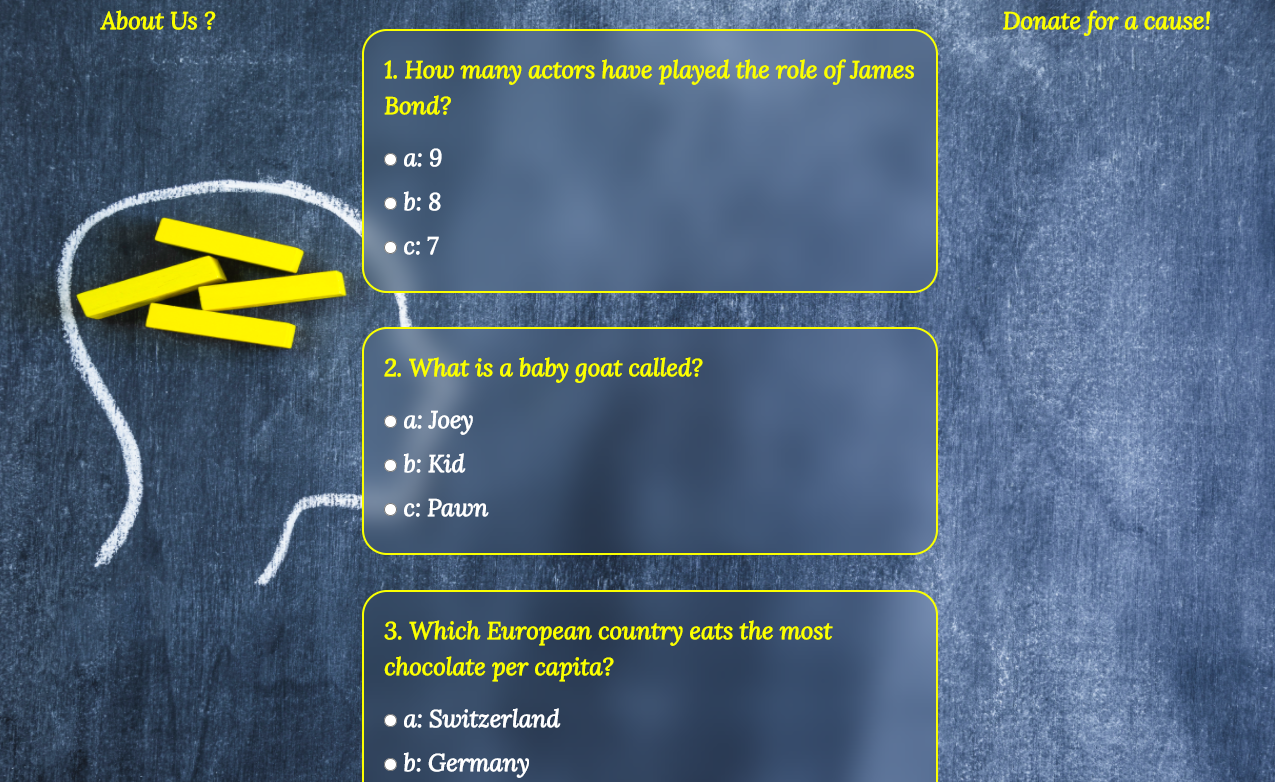 About Us ?
Donate for a cause!
1. How many actors have played the role of James
Bond?
a: 9
b: 8
c: 7
2. What is a baby goat called?
a: Joey
b: Kid
c: Pawn
3. Which European country eats the most
chocolate per capita?
a: Switzerland
b: Germany